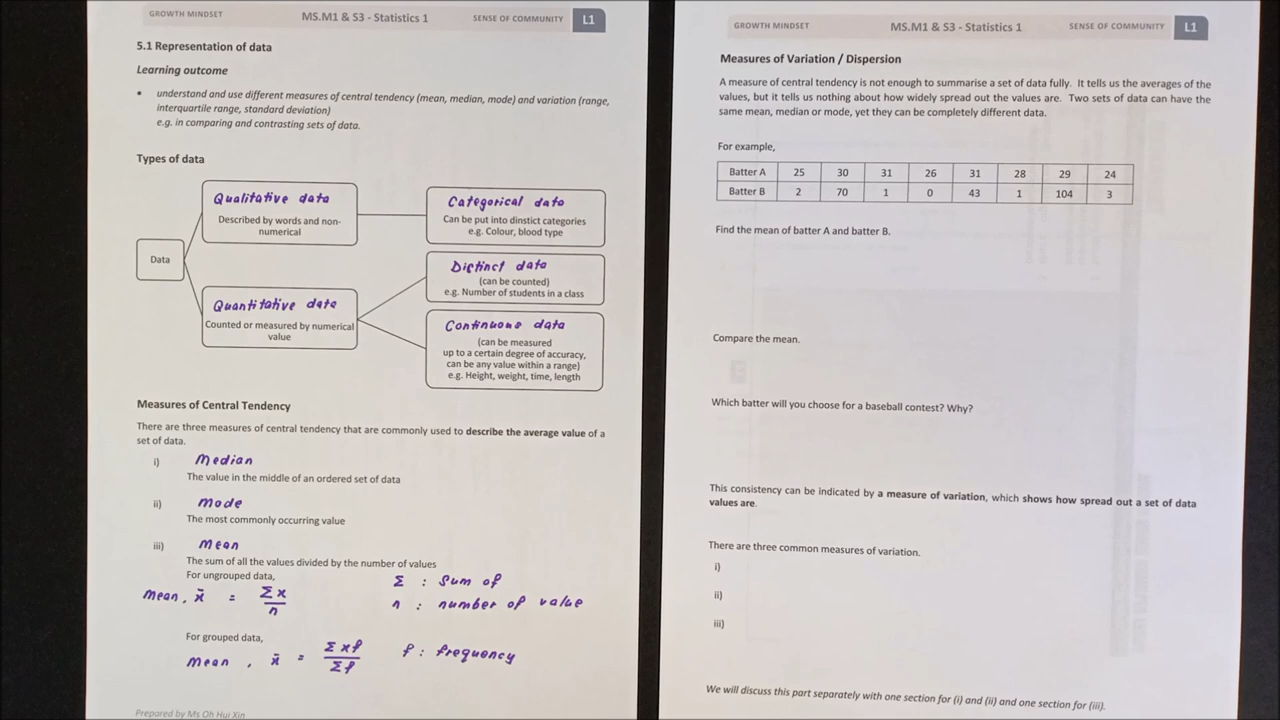 GROWTH MINDSET MS.M1 & S3 - Statistics 1 SENSE OF COMMUNITY L1
5.1 Representation of data
Learning outcome
• understand and use different measures of central tendency (mean, median, mode) and variation (range,
interquartile range, standard deviation)
e.g. in comparing and contrasting sets of data.
Types of data
Data
Qualitative data
Described by words and non-
numerical
Categorical data
Can be put into dinstict categories
e.g. Colour, blood type
Quantitative data
Counted or measured by numerical
value
Distinct data
(can be counted)
e.g. Number of students in a class
Continuous data
(can be measured
up to a certain degree of accuracy,
can be any value within a range)
e.g. Height, weight, time, length
Measures of Central Tendency
There are three measures of central tendency that are commonly used to describe the average value of a
set of data.
i) Median
The value in the middle of an ordered set of data
ii) mode
The most commonly occurring value
iii) mean
The sum of all the values divided by the number of values
For ungrouped data,
mean, x̄ = Σx/n
Σ : Sum of
n : number of value
For grouped data,
mean, x̄ = Σxf/Σf
f : frequency
Prepared by Ms Oh Hui Xin
GROWTH MINDSET MS.M1 & S3 - Statistics 1 SENSE OF COMMUNITY L1
Measures of Variation / Dispersion
A measure of central tendency is not enough to summarise a set of data fully. It tells us the averages of the
values, but it tells us nothing about how widely spread out the values are. Two sets of data can have the
same mean, median or mode, yet they can be completely different data.
For example,
Batter A 25 30 31 26 31 28 29 24
Batter B 2 70 1 0 43 1 104 3
Find the mean of batter A and batter B.
Compare the mean.
Which batter will you choose for a baseball contest? Why?
This consistency can be indicated by a measure of variation, which shows how spread out a set of data
values are.
There are three common measures of variation.
i)
ii)
iii)
We will discuss this part separately with one section for (i) and (ii) and one section for (iii).